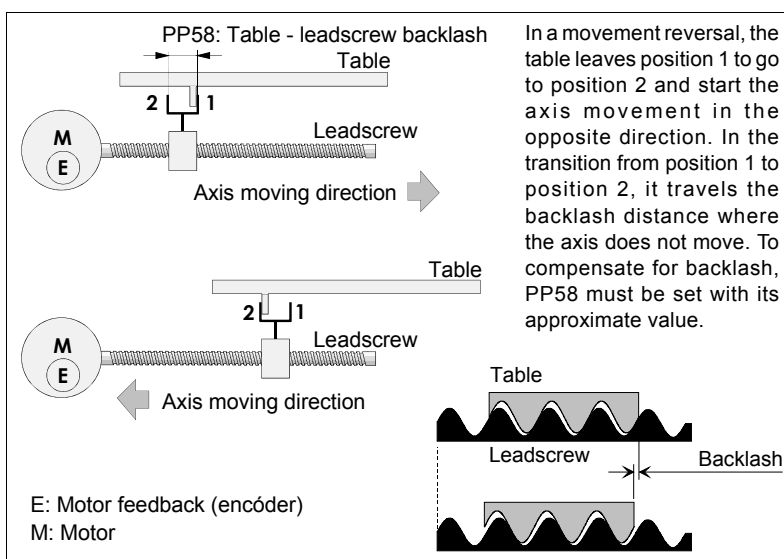 PP58: Table - leadscrew backlash
Table
2 1
Leadscrew
M
E
Axis moving direction
Table
2 1
Leadscrew
M
E
Axis moving direction
E: Motor feedback (encóder)
M: Motor
In a movement reversal, the
table leaves position 1 to go
to position 2 and start the
axis movement in the
opposite direction. In the
transition from position 1 to
position 2, it travels the
backlash distance where
the axis does not move. To
compensate for backlash,
PP58 must be set with its
approximate value.
Table
Leadscrew
Backlash